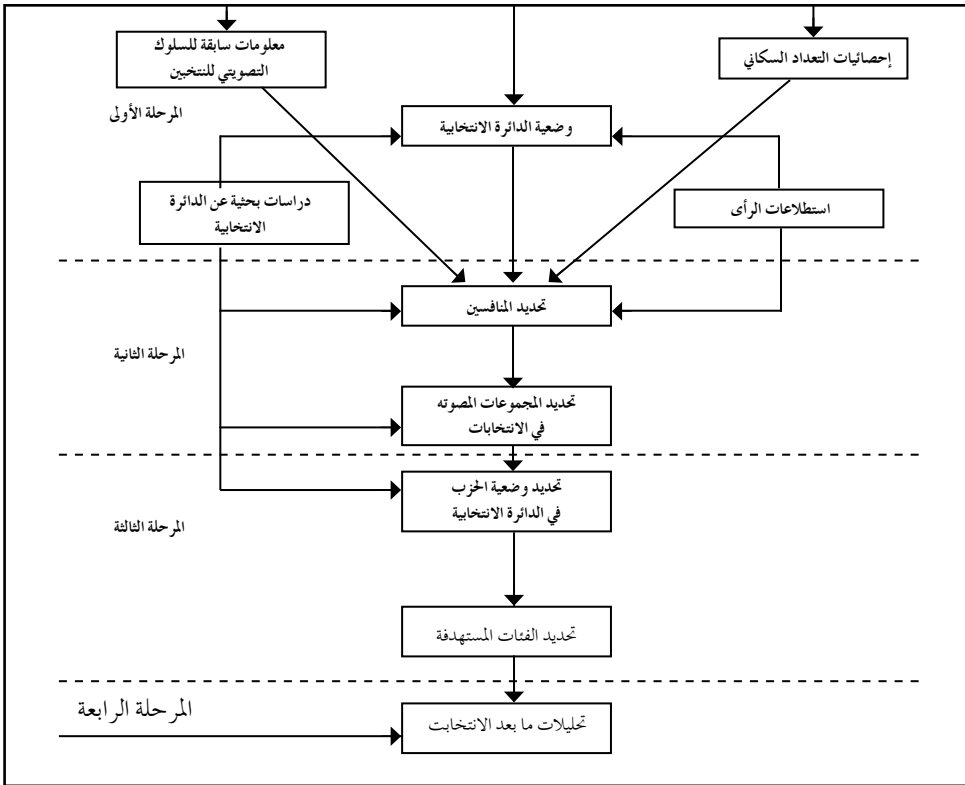 معلومات سابقة للسلوك
التصويتي للنتخبين
إحصائيات التعداد السكاني
المرحلة الأولى
وضعية الدائرة الانتخابية
دراسات بحثية عن الدائرة
الانتخابية
استطلاعات الرأى
تحديد المنافسين
المرحلة الثانية
تحديد المجموعات المصوته
في الانتخابات
تحديد وضعية الحزب
في الدائرة الانتخابية
المرحلة الثالثة
تحديد الفئات المستهدفة
المرحلة الرابعة
تحليلات ما بعد الانتخابت